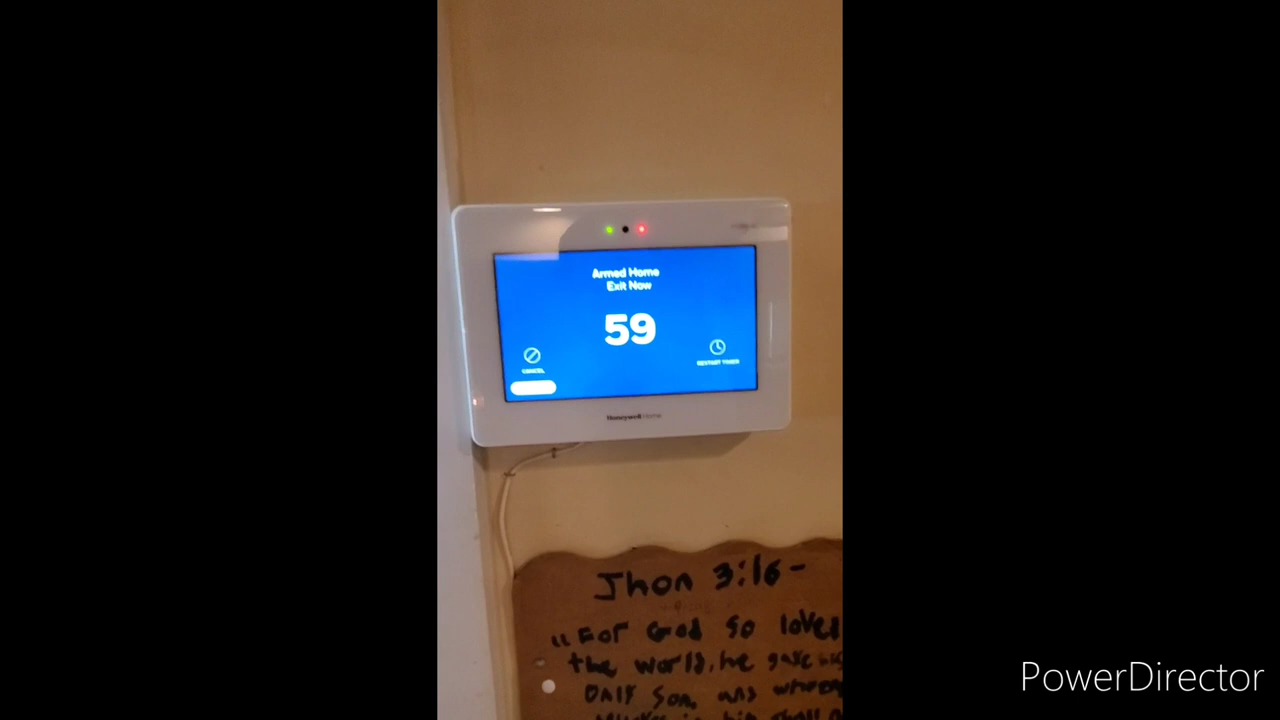 Armed Home
Exit Now
59
CANCEL
RESTART TIMER
Honeywell Home
Jhon 3:16-
"For God so loved
the world, he gave his
only Son, and
PowerDirector